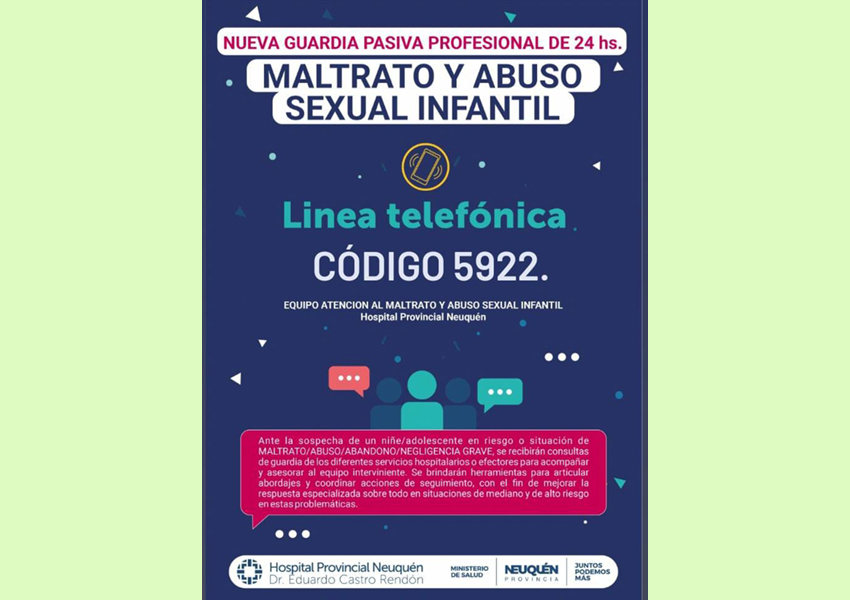 NUEVA GUARDIA PASIVA PROFESIONAL DE 24 hs.
MALTRATO Y ABUSO
SEXUAL INFANTIL
Linea telefónica
CÓDIGO 5922.
EQUIPO ATENCION AL MALTRATO Y ABUSO SEXUAL INFANTIL
Hospital Provincial Neuquén
Ante la sospecha de un niñe/adolescente en riesgo o situación de
MALTRATO/ABUSO/ABANDONO/NEGLIGENCIA GRAVE, se recibirán consultas
de guardia de los diferentes servicios hospitalarios o efectores para acompañar
y asesorar al equipo interviniente. Se brindarán herramientas para articular
abordajes y coordinar acciones de seguimiento, con el fin de mejorar la
respuesta especializada sobre todo en situaciones de mediano y de alto riesgo
en estas problemáticas.
Hospital Provincial Neuquén
Dr. Eduardo Castro Rendón
MINISTERIO
DE SALUD
NEUQUÉN
PROVINCIA
JUNTOS
PODEMOS
MÁS